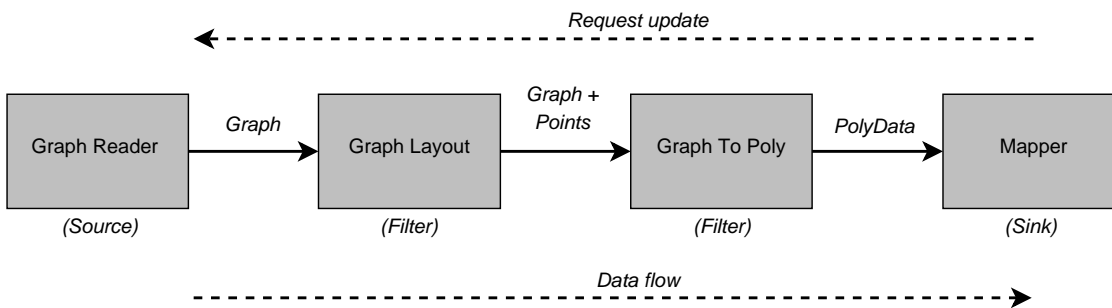 Request update
Graph Reader
Graph
Graph Layout
Graph +
Points
Graph To Poly
PolyData
Mapper
(Source)
(Filter)
(Filter)
(Sink)
Data flow